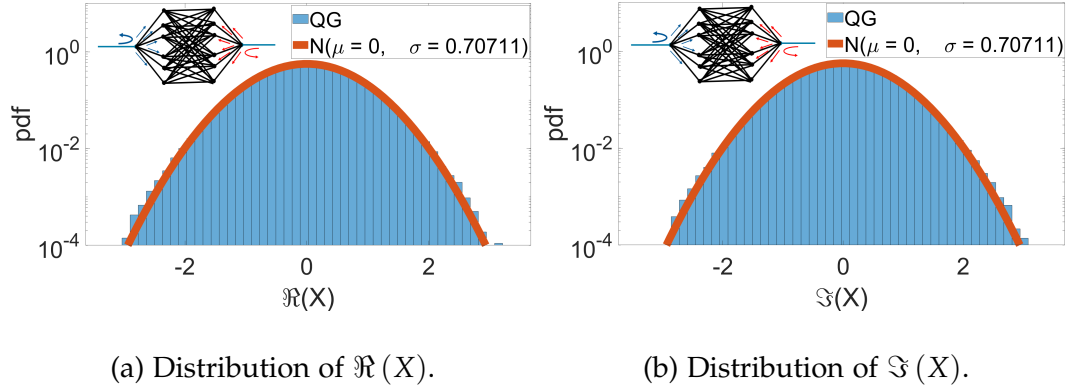 QG
N(μ = 0, σ = 0.70711)
10^0
10^-2
10^-4
pdf
-2 0 2
ℜ(X)
(a) Distribution of ℜ (X).
QG
N(μ = 0, σ = 0.70711)
10^0
10^-2
10^-4
pdf
-2 0 2
ℑ(X)
(b) Distribution of ℑ (X).